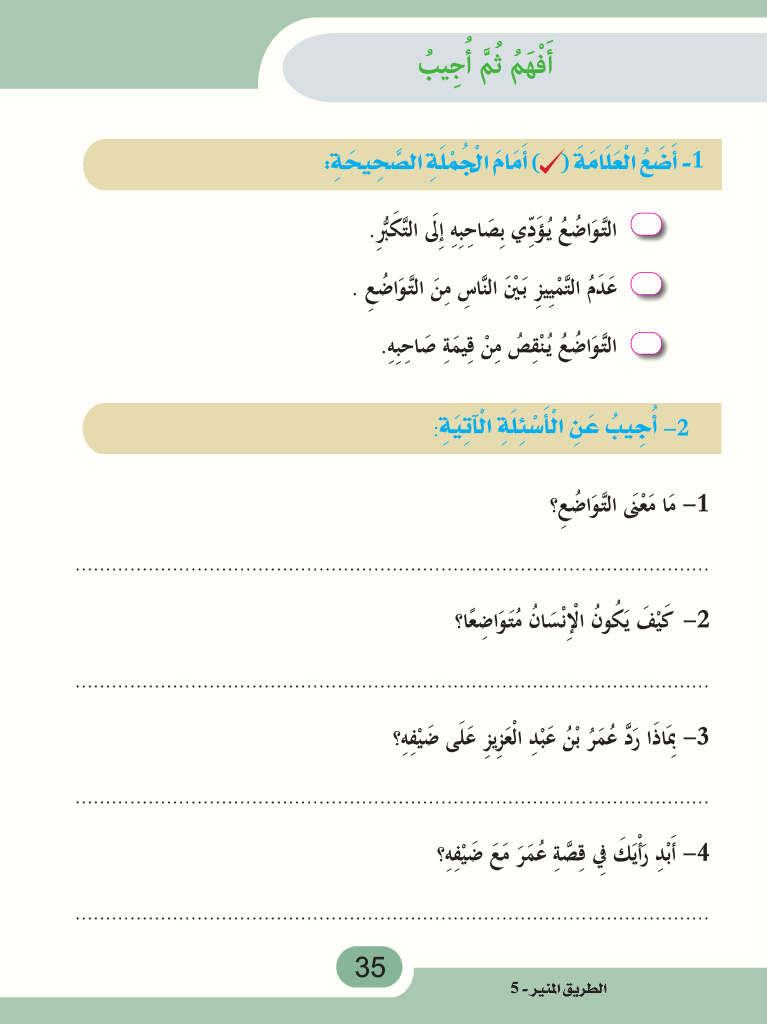 أَفْهَمُ ثُمَّ أُجِيبُ
1- أَضَعُ الْعَلَامَةَ (✓) أَمَامَ الْجُمْلَةِ الصَّحِيحَةِ:
التَّوَاضُعُ يُؤَدِّي بِصَاحِبِهِ إِلَى التَّكَبُّرِ.
عَدَمُ التَّمْيِيزِ بَيْنَ النَّاسِ مِنَ التَّوَاضُعِ .
التَّوَاضُعُ يُنْقِصُ مِنْ قِيمَةِ صَاحِبِهِ.
2- أُجِيبُ عَنِ الْأَسْئِلَةِ الْآتِيَةِ:
1- مَا مَعْنَى التَّوَاضُعِ؟
2- كَيْفَ يَكُونُ الْإِنْسَانُ مُتَوَاضِعًا؟
3- بِمَاذَا رَدَّ عُمَرُ بْنُ عَبْدِ الْعَزِيزِ عَلَى ضَيْفِهِ؟
4- أَبْدِ رَأْيَكَ فِي قِصَّةِ عُمَرَ مَعَ ضَيْفِهِ؟
35
الطريق المنير- 5